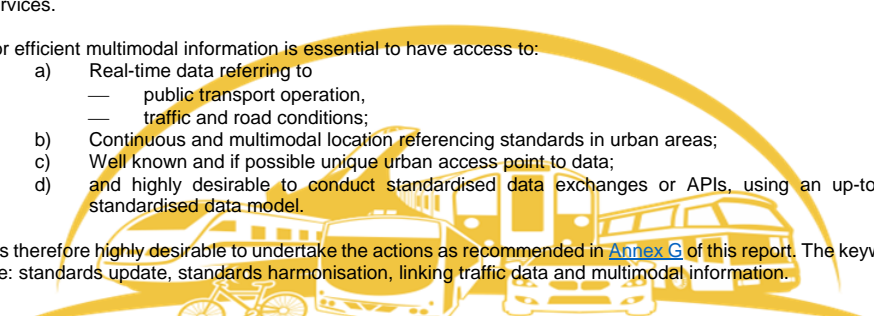 rvices.
or efficient multimodal information is essential to have access to:
a) Real-time data referring to
— public transport operation,
— traffic and road conditions;
b) Continuous and multimodal location referencing standards in urban areas;
c) Well known and if possible unique urban access point to data;
d) and highly desirable to conduct standardised data exchanges or APIs, using an up-to
standardised data model.
s therefore highly desirable to undertake the actions as recommended in Annex G of this report. The keyw
e: standards update, standards harmonisation, linking traffic data and multimodal information.